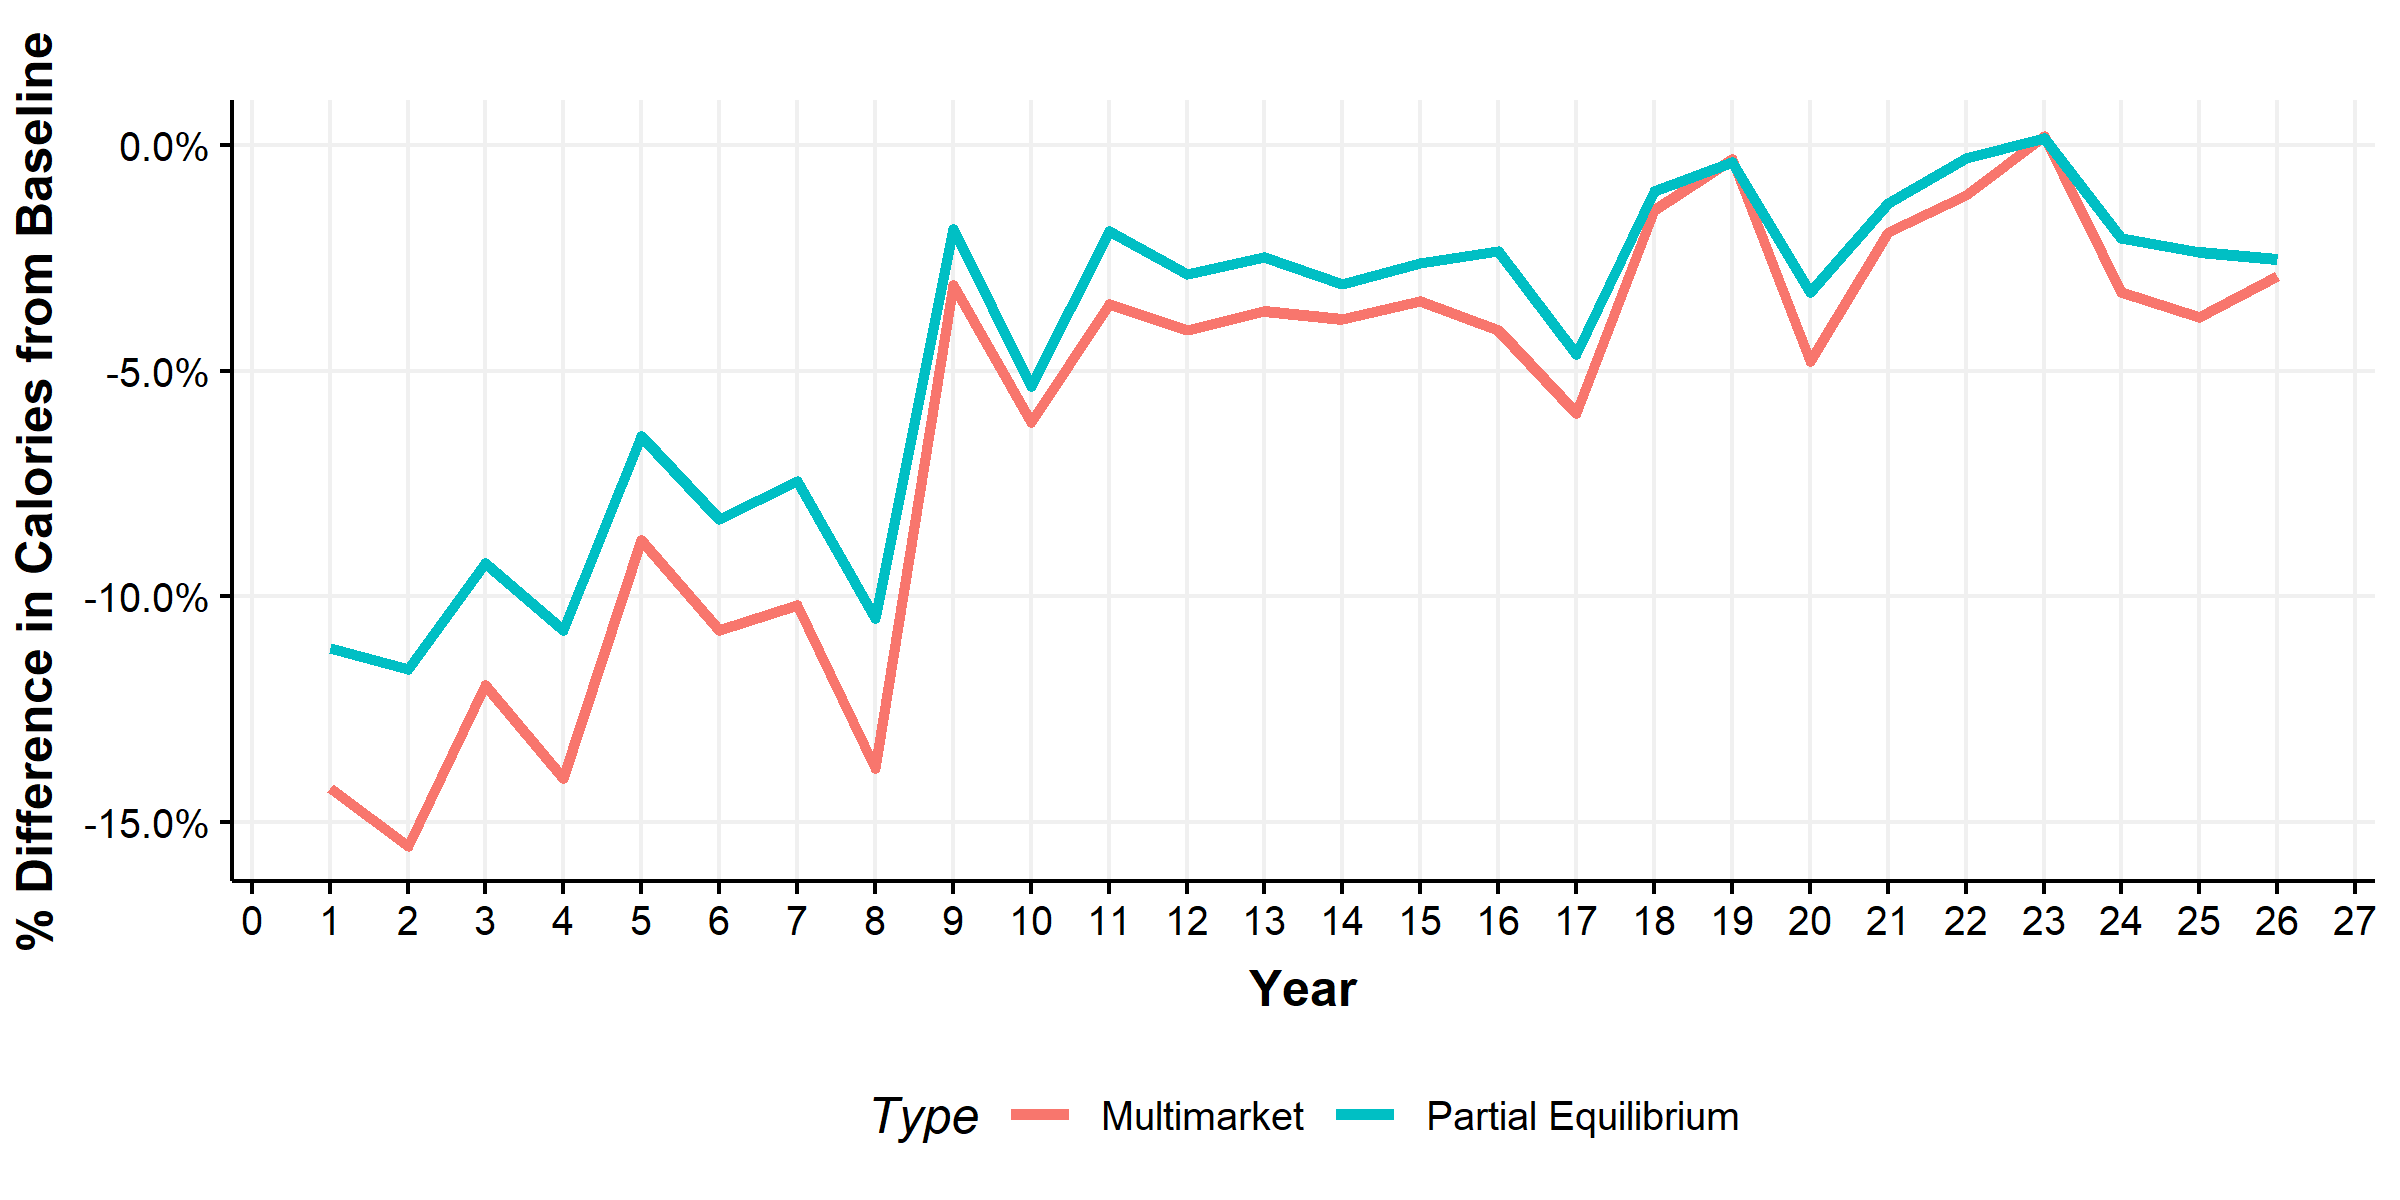 % Difference in Calories from Baseline
0.0%
-5.0%
-10.0%
-15.0%
0 1 2 3 4 5 6 7 8 9 10 11 12 13 14 15 16 17 18 19 20 21 22 23 24 25 26 27
Year
Type Multimarket Partial Equilibrium